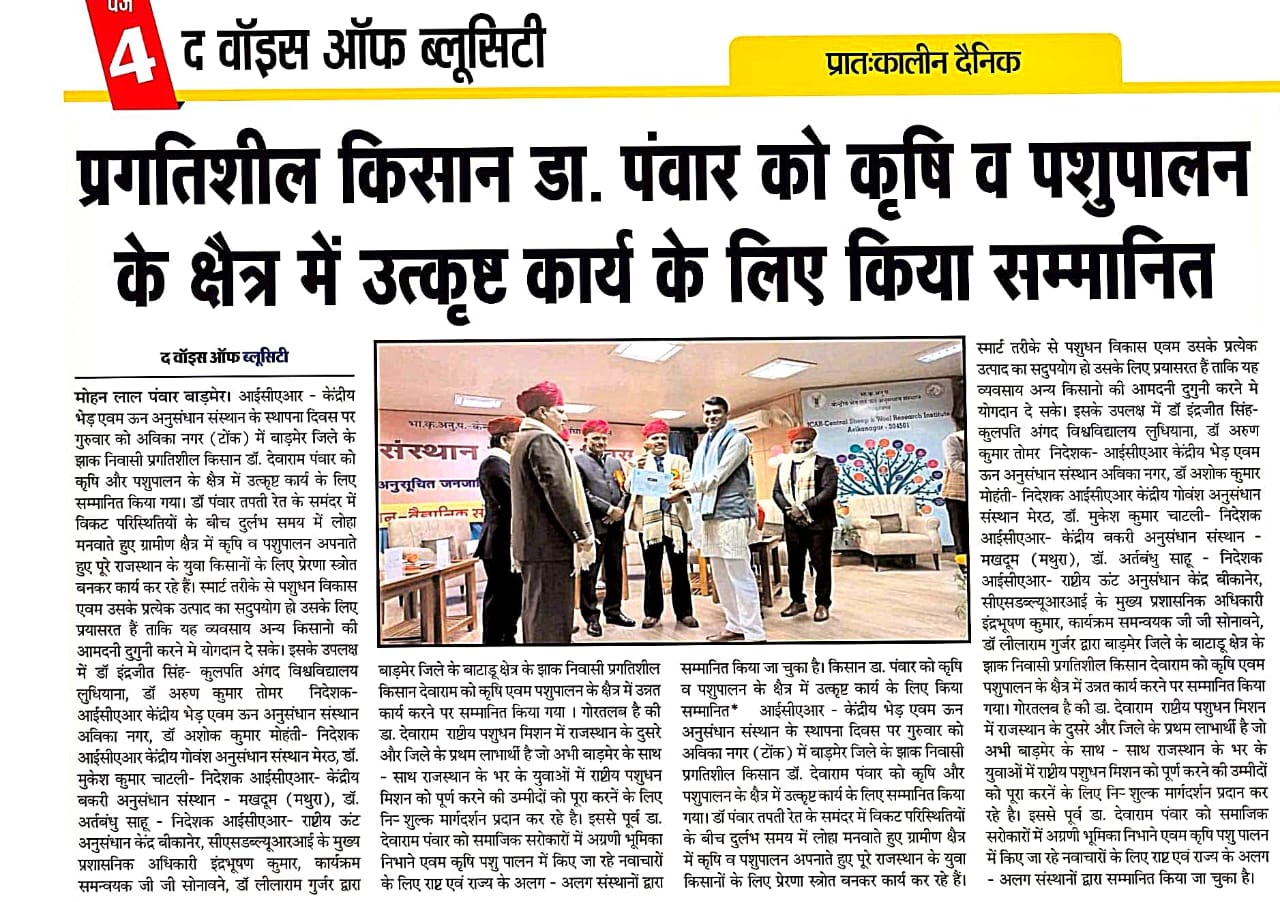 पेज
4
द वॉइस ऑफ ब्लूसिटी
प्रातःकालीन दैनिक
प्रगतिशील किसान डा. पंवार को कृषि व पशुपालन
के क्षैत्र में उत्कृष्ट कार्य के लिए किया सम्मानित
द वॉइस ऑफ ब्लूसिटी
मोहन लाल पंवार बाड़मेर। आईसीएआर - केंद्रीय
भेड़ एवम ऊन अनुसंधान संस्थान के स्थापना दिवस पर
गुरुवार को अविका नगर (टोंक) में बाड़मेर जिले के
झाक निवासी प्रगतिशील किसान डॉ. देवाराम पंवार को
कृषि और पशुपालन के क्षैत्र में उत्कृष्ट कार्य के लिए
सम्मानित किया गया। डॉ पंवार तपती रेत के समंदर में
विकट परिस्थितियों के बीच दुर्लभ समय में लोहा
मनवाते हुए ग्रामीण क्षैत्र में कृषि व पशुपालन अपनाते
हुए पूरे राजस्थान के युवा किसानों के लिए प्रेरणा स्त्रोत
बनकर कार्य कर रहे हैं। स्मार्ट तरीके से पशुधन विकास
एवम उसके प्रत्येक उत्पाद का सदुपयोग हो उसके लिए
प्रयासरत हैं ताकि यह व्यवसाय अन्य किसानो की
आमदनी दुगुनी करने मे योगदान दे सके। इसके उपलक्ष
में डॉ इंद्रजीत सिंह- कुलपति अंगद विश्वविद्यालय
लुधियाना, डॉ अरुण कुमार तोमर निदेशक-
आईसीएआर केंद्रीय भेड़ एवम ऊन अनुसंधान संस्थान
अविका नगर, डॉ अशोक कुमार मोहंती- निदेशक
आईसीएआर केंद्रीय गोवंश अनुसंधान संस्थान मेरठ, डॉ.
मुकेश कुमार चाटली- निदेशक आईसीएआर- केंद्रीय
बकरी अनुसंधान संस्थान - मखदूम (मथुरा), डॉ.
अर्तबंधु साहू - निदेशक आईसीएआर- राष्टीय ऊंट
अनुसंधान केंद्र बीकानेर, सीएसडब्ल्यूआरआई के मुख्य
प्रशासनिक अधिकारी इंद्रभूषण कुमार, कार्यक्रम
समन्वयक जी जी सोनावने, डॉ लीलाराम गुर्जर द्वारा
भा.कृ.अनु.प.
संस्थान
अनुसूचित जनजा
ICAR-Central Sheep & Wool Research Institute
Avikanagar - 304501
बाड़मेर जिले के बाटाडू क्षैत्र के झाक निवासी प्रगतिशील
किसान देवाराम को कृषि एवम पशुपालन के क्षैत्र में उन्नत
कार्य करने पर सम्मानित किया गया । गोरतलब है की
डा. देवाराम राष्टीय पशुधन मिशन में राजस्थान के दुसरे
और जिले के प्रथम लाभार्थी है जो अभी बाड़मेर के साथ
- साथ राजस्थान के भर के युवाओं में राष्टीय पशुधन
मिशन को पूर्ण करने की उम्मीदों को पूरा करनें के लिए
नि- शुल्क मार्गदर्शन प्रदान कर रहे है। इससे पूर्व डा.
देवाराम पंवार को समाजिक सरोकारों में अग्रणी भूमिका
निभाने एवम कृषि पशु पालन में किए जा रहे नवाचारों
के लिए राष्ट एवं राज्य के अलग - अलग संस्थानों द्वारा
सम्मानित किया जा चुका है। किसान डा. पंवार को कृषि
व पशुपालन के क्षैत्र में उत्कृष्ट कार्य के लिए किया
सम्मानित* आईसीएआर - केंद्रीय भेड़ एवम ऊन
अनुसंधान संस्थान के स्थापना दिवस पर गुरुवार को
अविका नगर (टोंक) में बाड़मेर जिले के झाक निवासी
प्रगतिशील किसान डॉ. देवाराम पंवार को कृषि और
पशुपालन के क्षैत्र में उत्कृष्ट कार्य के लिए सम्मानित किया
गया। डॉ पंवार तपती रेत के समंदर में विकट परिस्थितियों
के बीच दुर्लभ समय में लोहा मनवाते हुए ग्रामीण क्षैत्र
में कृषि व पशुपालन अपनाते हुए पूरे राजस्थान के युवा
किसानों के लिए प्रेरणा स्त्रोत बनकर कार्य कर रहे हैं।
स्मार्ट तरीके से पशुधन विकास एवम उसके प्रत्येक
उत्पाद का सदुपयोग हो उसके लिए प्रयासरत हैं ताकि यह
व्यवसाय अन्य किसानो की आमदनी दुगुनी करने मे
योगदान दे सके। इसके उपलक्ष में डॉ इंद्रजीत सिंह-
कुलपति अंगद विश्वविद्यालय लुधियाना, डॉ अरुण
कुमार तोमर निदेशक- आईसीएआर केंद्रीय भेड़ एवम
ऊन अनुसंधान संस्थान अविका नगर, डॉ अशोक कुमार
मोहंती- निदेशक आईसीएआर केंद्रीय गोवंश अनुसंधान
संस्थान मेरठ, डॉ. मुकेश कुमार चाटली- निदेशक
आईसीएआर- केंद्रीय बकरी अनुसंधान संस्थान -
मखदूम (मथुरा), डॉ. अर्तबंधु साहू - निदेशक
आईसीएआर- राष्टीय ऊंट अनुसंधान केंद्र बीकानेर,
सीएसडब्ल्यूआरआई के मुख्य प्रशासनिक अधिकारी
इंद्रभूषण कुमार, कार्यक्रम समन्वयक जी जी सोनावने,
डॉ लीलाराम गुर्जर द्वारा बाड़मेर जिले के बाटाडू क्षैत्र के
झाक निवासी प्रगतिशील किसान देवाराम को कृषि एवम
पशुपालन के क्षैत्र में उन्नत कार्य करने पर सम्मानित किया
गया। गोरतलब है की डा. देवाराम राष्टीय पशुधन मिशन
में राजस्थान के दुसरे और जिले के प्रथम लाभार्थी है जो
अभी बाड़मेर के साथ - साथ राजस्थान के भर के
युवाओं में राष्टीय पशुधन मिशन को पूर्ण करने की उम्मीदों
को पूरा करनें के लिए नि- शुल्क मार्गदर्शन प्रदान कर
रहे है। इससे पूर्व डा. देवाराम पंवार को समाजिक
सरोकारों में अग्रणी भूमिका निभाने एवम कृषि पशु पालन
में किए जा रहे नवाचारों के लिए राष्ट एवं राज्य के अलग
- अलग संस्थानों द्वारा सम्मानित किया जा चुका है।